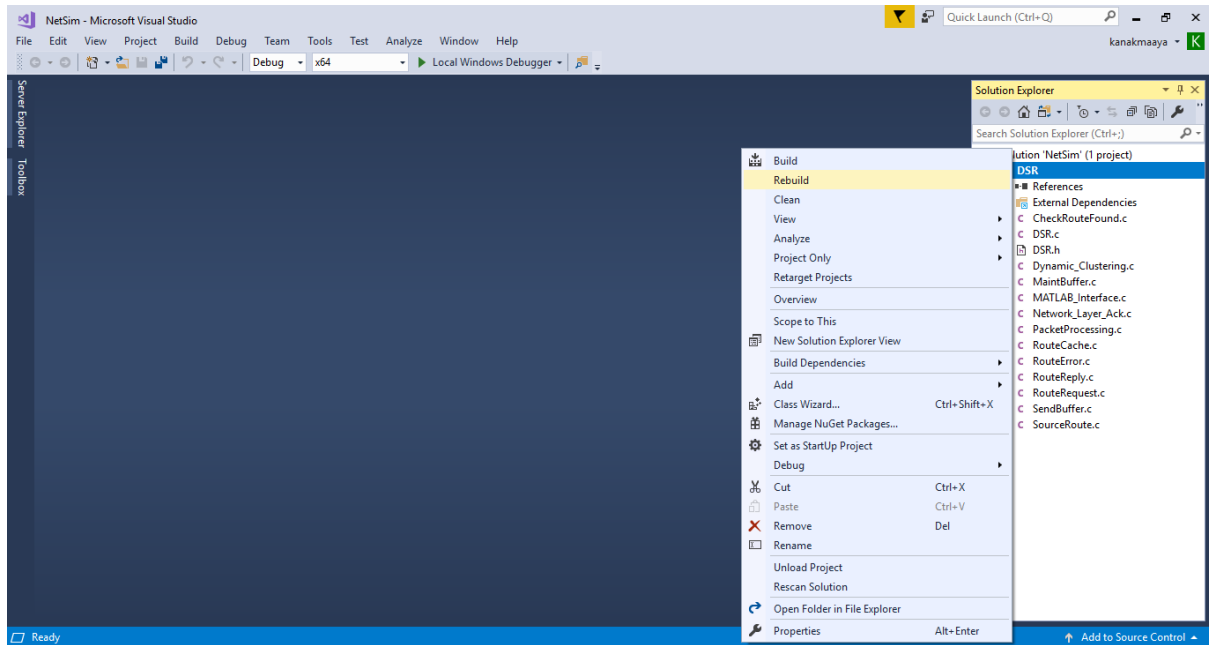 NetSim - Microsoft Visual Studio
Quick Launch (Ctrl+Q)
File Edit View Project Build Debug Team Tools Test Analyze Window Help
kanakmaaya K
Debug x64 Local Windows Debugger
Server Explorer
Toolbox
Solution Explorer
Search Solution Explorer (Ctrl+;)
lution 'NetSim' (1 project)
DSR
References
External Dependencies
C CheckRouteFound.c
C DSR.c
DSR.h
C Dynamic_Clustering.c
C MaintBuffer.c
C MATLAB_Interface.c
C Network_Layer_Ack.c
C PacketProcessing.c
C RouteCache.c
C RouteError.c
C RouteReply.c
C RouteRequest.c
C SendBuffer.c
C SourceRoute.c
Build
Rebuild
Clean
View
Analyze
Project Only
Retarget Projects
Overview
Scope to This
New Solution Explorer View
Build Dependencies
Add
Class Wizard... Ctrl+Shift+X
Manage NuGet Packages...
Set as StartUp Project
Debug
Cut Ctrl+X
Paste Ctrl+V
Remove Del
Rename
Unload Project
Rescan Solution
Open Folder in File Explorer
Properties Alt+Enter
Ready
Add to Source Control